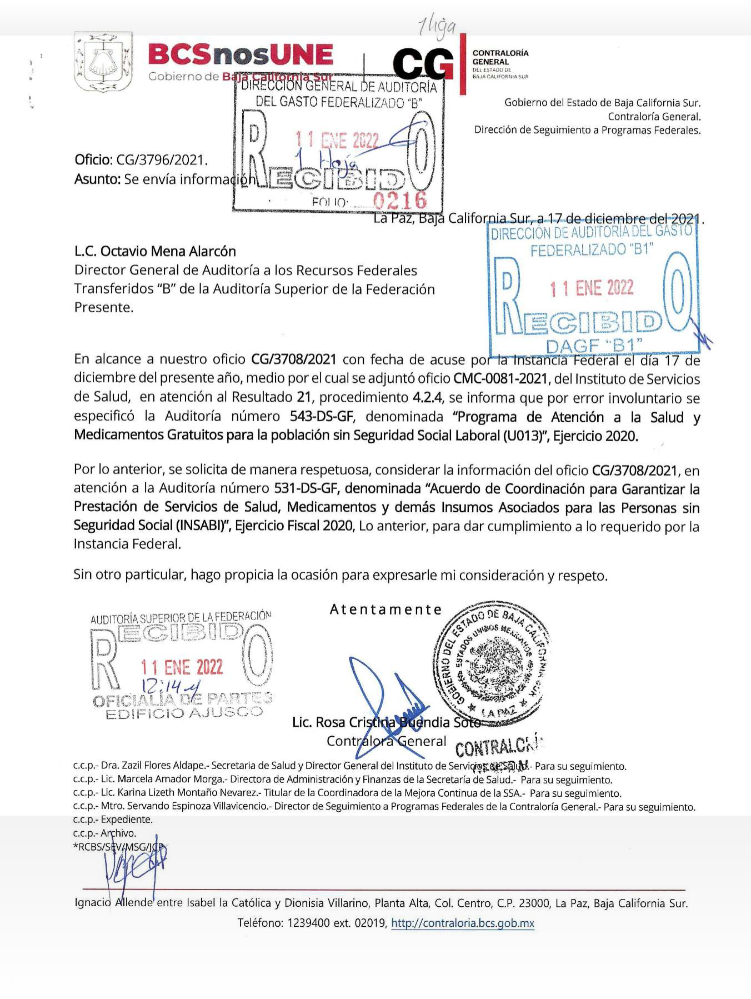 1 liga
BCSnosUNE
Gobierno de Baja California Sur
CG
CONTRALORÍA
GENERAL
DEL ESTADO DE
BAJA CALIFORNIA SUR
DIRECCIÓN GENERAL DE AUDITORÍA
DEL GASTO FEDERALIZADO "B"
11 ENE 2022
1 Hoja
RECIBIDO
FOLIO: 0216
Gobierno del Estado de Baja California Sur.
Contraloría General.
Dirección de Seguimiento a Programas Federales.
Oficio: CG/3796/2021.
Asunto: Se envía información
La Paz, Baja California Sur, a 17 de diciembre del 2021.
DIRECCIÓN DE AUDITORÍA DEL GASTO
FEDERALIZADO "B1"
11 ENE 2022
RECIBIDO
DAGF "B1"
L.C. Octavio Mena Alarcón
Director General de Auditoría a los Recursos Federales
Transferidos “B” de la Auditoría Superior de la Federación
Presente.
En alcance a nuestro oficio CG/3708/2021 con fecha de acuse por la Instancia Federal el día 17 de
diciembre del presente año, medio por el cual se adjuntó oficio CMC-0081-2021, del Instituto de Servicios
de Salud, en atención al Resultado 21, procedimiento 4.2.4, se informa que por error involuntario se
especificó la Auditoría número 543-DS-GF, denominada “Programa de Atención a la Salud y
Medicamentos Gratuitos para la población sin Seguridad Social Laboral (U013)”, Ejercicio 2020.
Por lo anterior, se solicita de manera respetuosa, considerar la información del oficio CG/3708/2021, en
atención a la Auditoría número 531-DS-GF, denominada “Acuerdo de Coordinación para Garantizar la
Prestación de Servicios de Salud, Medicamentos y demás Insumos Asociados para las Personas sin
Seguridad Social (INSABI)”, Ejercicio Fiscal 2020, Lo anterior, para dar cumplimiento a lo requerido por la
Instancia Federal.
Sin otro particular, hago propicia la ocasión para expresarle mi consideración y respeto.
Atentamente
AUDITORÍA SUPERIOR DE LA FEDERACIÓN
RECIBIDO
11 ENE 2022
12:14
OFICIALÍA DE PARTES
EDIFICIO AJUSCO
GOBIERNO DEL ESTADO DE BAJA CALIFORNIA SUR
ESTADOS UNIDOS MEXICANOS
LA PAZ
Lic. Rosa Cristina Buendia Soto
Contralora General
CONTRALORÍA
GENERAL
c.c.p.- Dra. Zazil Flores Aldape.- Secretaria de Salud y Director General del Instituto de Servicios de Salud.- Para su seguimiento.
c.c.p.- Lic. Marcela Amador Morga.- Directora de Administración y Finanzas de la Secretaría de Salud.- Para su seguimiento.
c.c.p.- Lic. Karina Lizeth Montaño Nevarez.- Titular de la Coordinadora de la Mejora Continua de la SSA.- Para su seguimiento.
c.c.p.- Mtro. Servando Espinoza Villavicencio.- Director de Seguimiento a Programas Federales de la Contraloría General.- Para su seguimiento.
c.c.p.- Expediente.
c.c.p.- Archivo.
*RCBS/SEV/MSG/JCP
Ignacio Allende entre Isabel la Católica y Dionisia Villarino, Planta Alta, Col. Centro, C.P. 23000, La Paz, Baja California Sur.
Teléfono: 1239400 ext. 02019, http://contraloria.bcs.gob.mx